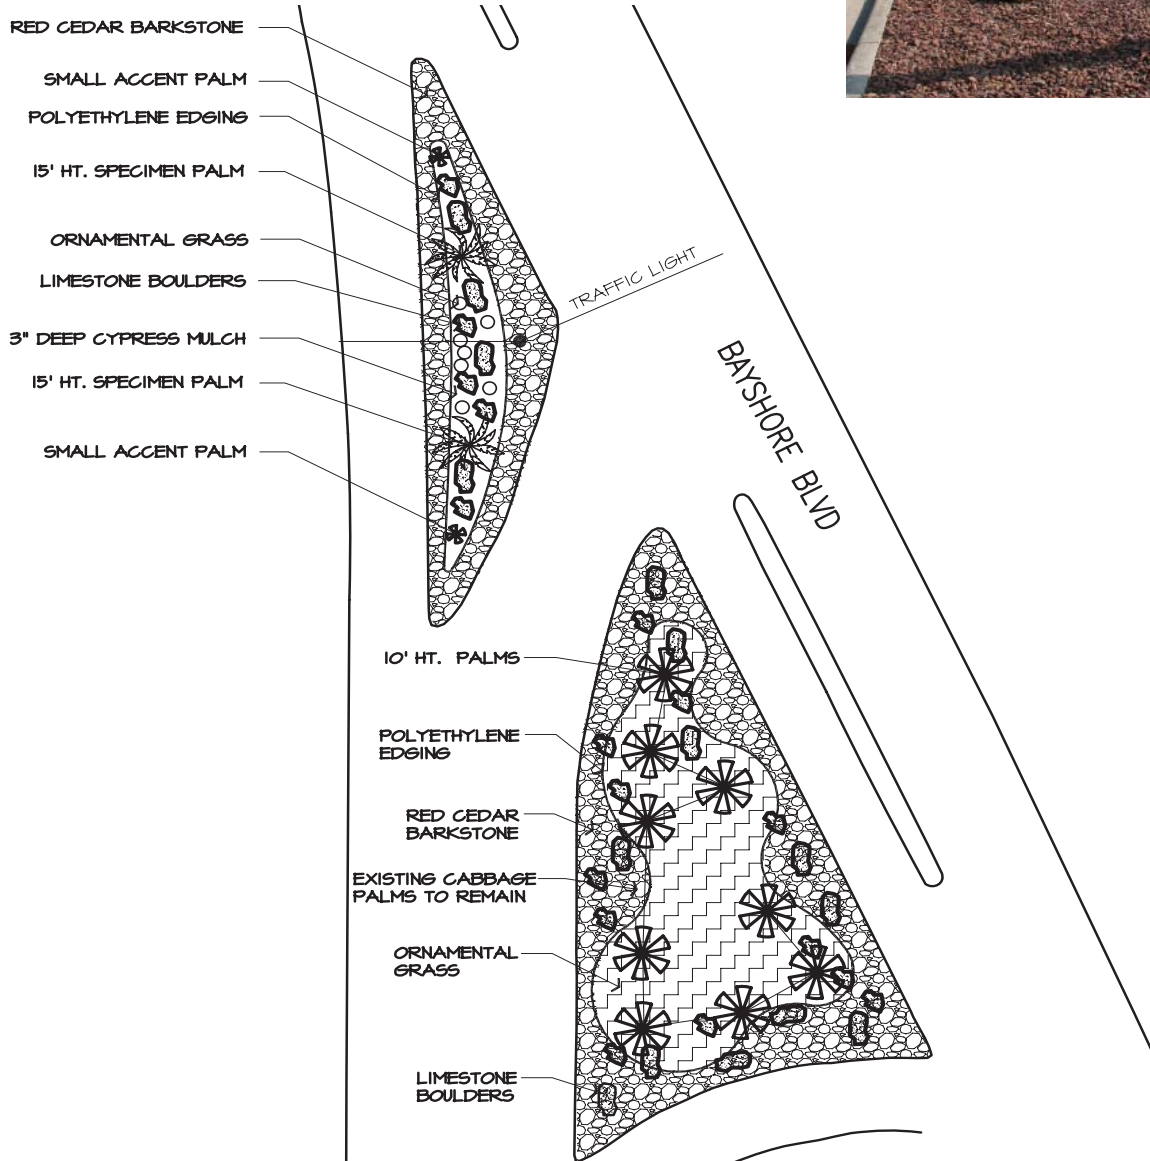 RED CEDAR BARKSTONE
SMALL ACCENT PALM
POLYETHYLENE EDGING
15' HT. SPECIMEN PALM
ORNAMENTAL GRASS
LIMESTONE BOULDERS
3" DEEP CYPRESS MULCH
15' HT. SPECIMEN PALM
SMALL ACCENT PALM
TRAFFIC LIGHT
BAYSHORE BLVD
10' HT. PALMS
POLYETHYLENE
EDGING
RED CEDAR
BARKSTONE
EXISTING CABBAGE
PALMS TO REMAIN
ORNAMENTAL
GRASS
LIMESTONE
BOULDERS